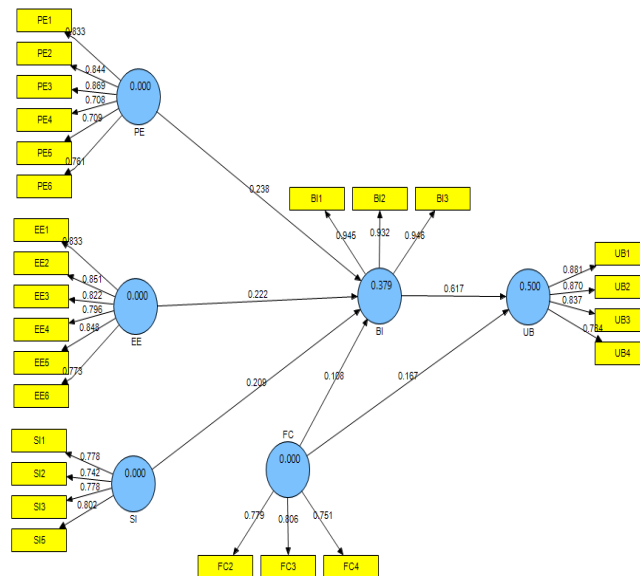 PE1
0.833
PE2
0.844
PE3
0.869
PE4
0.708
PE5
0.709
PE6
0.761
0.000
PE
0.238
BI1
BI2
BI3
0.945
0.932
0.946
EE1
0.833
EE2
0.851
EE3
0.822
EE4
0.796
EE5
0.848
EE6
0.773
0.000
EE
0.222
0.379
BI
0.617
0.500
UB
UB1
0.881
UB2
0.870
UB3
0.837
UB4
0.784
0.209
0.108
0.167
SI1
0.778
SI2
0.742
SI3
0.778
SI5
0.802
0.000
SI
FC
0.000
0.779
0.806
0.751
FC2
FC3
FC4